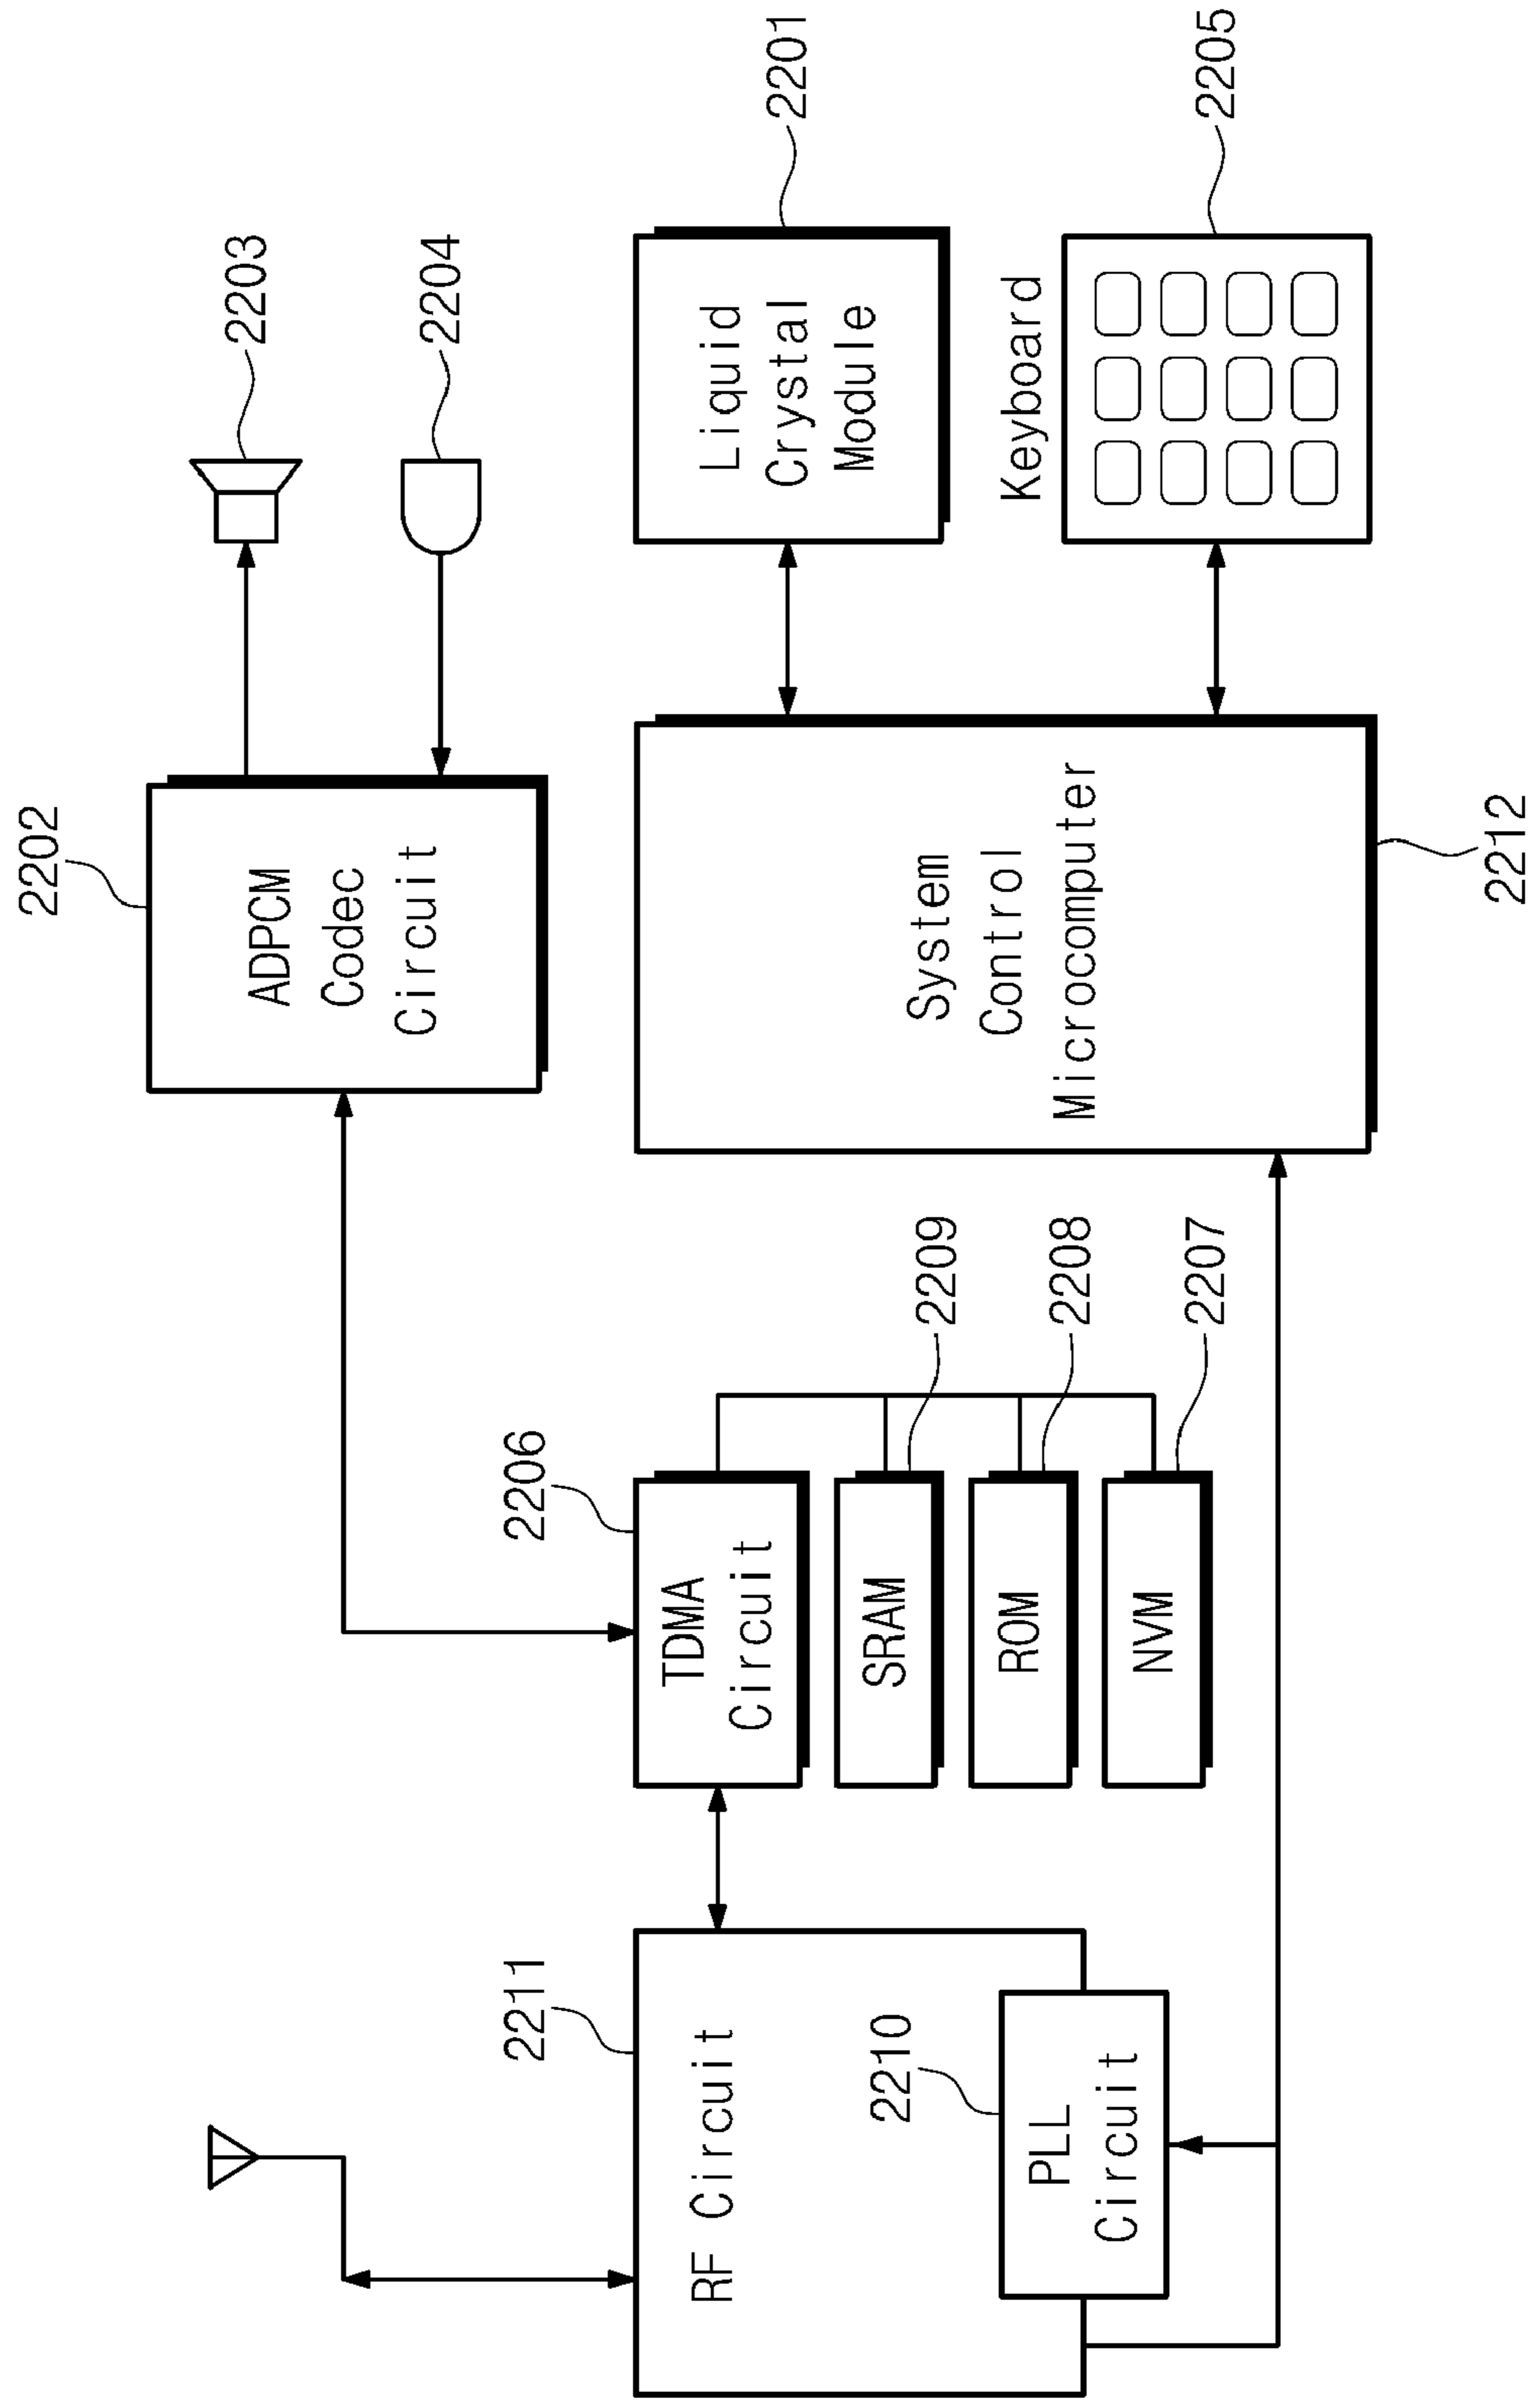 2202
ADPCM
Codec
Circuit
2203
2204
2211
RF Circuit
2210
PLL
Circuit
2206
TDMA
Circuit
SRAM
2209
ROM
2208
NVM
2207
System
Control
Microcomputer
2212
Liquid
Crystal
Module
2201
Keyboard
2205